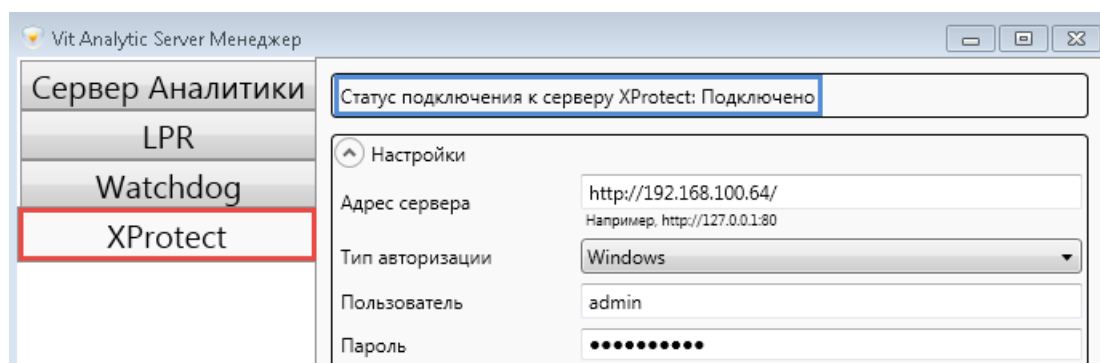 Vit Analytic Server Менеджер
Сервер Аналитики
LPR
Watchdog
XProtect
Статус подключения к серверу XProtect: Подключено
Настройки
Адрес сервера
http://192.168.100.64/
Например, http://127.0.0.1:80
Тип авторизации
Windows
Пользователь
admin
Пароль
●●●●●●●●●●